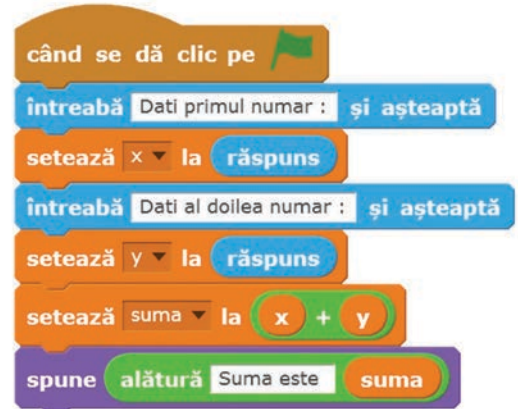 când se dă clic pe
întreabă Dati primul numar : și așteaptă
setează x la răspuns
întreabă Dati al doilea numar : și așteaptă
setează y la răspuns
setează suma la x + y
spune alătură Suma este suma